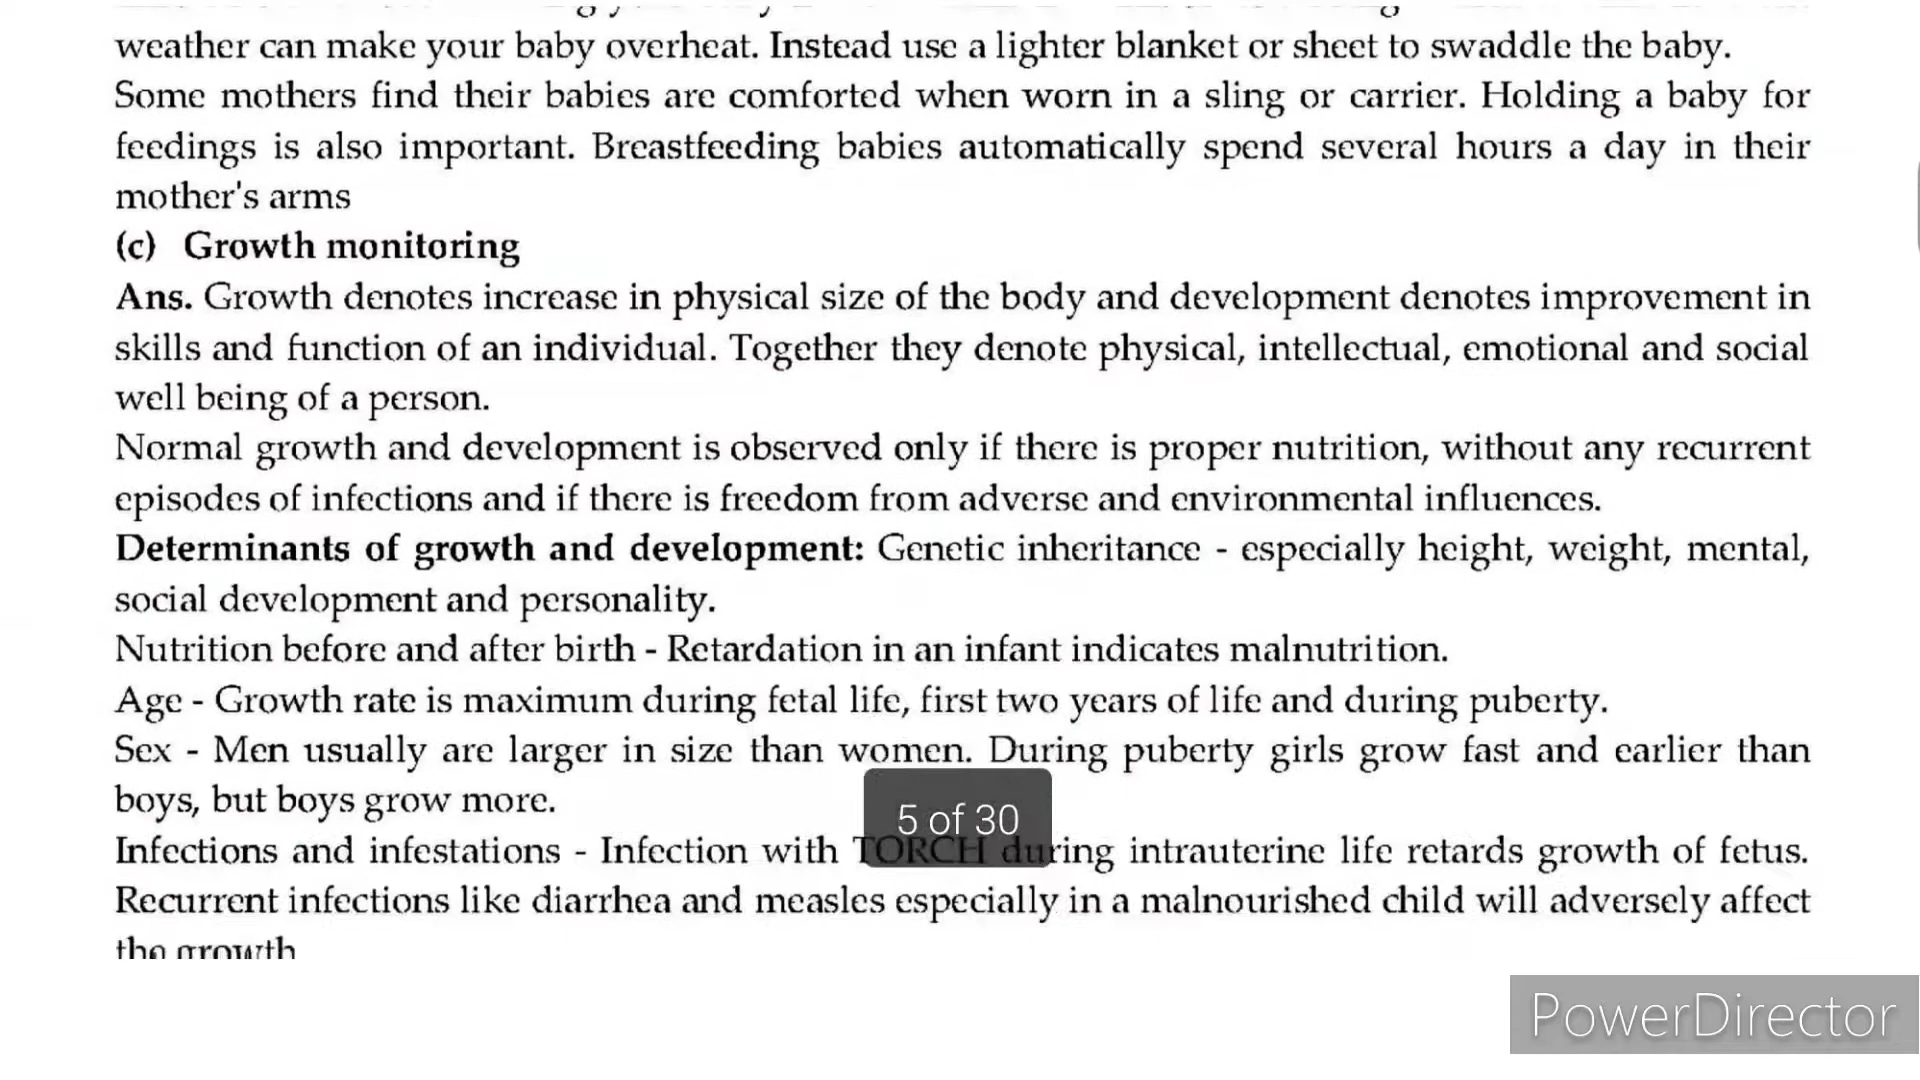 weather can make your baby overheat. Instead use a lighter blanket or sheet to swaddle the baby.
Some mothers find their babies are comforted when worn in a sling or carrier. Holding a baby for
feedings is also important. Breastfeeding babies automatically spend several hours a day in their
mother's arms
(c) Growth monitoring
Ans. Growth denotes increase in physical size of the body and development denotes improvement in
skills and function of an individual. Together they denote physical, intellectual, emotional and social
well being of a person.
Normal growth and development is observed only if there is proper nutrition, without any recurrent
episodes of infections and if there is freedom from adverse and environmental influences.
Determinants of growth and development: Genetic inheritance - especially height, weight, mental,
social development and personality.
Nutrition before and after birth - Retardation in an infant indicates malnutrition.
Age - Growth rate is maximum during fetal life, first two years of life and during puberty.
Sex - Men usually are larger in size than women. During puberty girls grow fast and earlier than
boys, but boys grow more.
5 of 30
Infections and infestations - Infection with TORCH during intrauterine life retards growth of fetus.
Recurrent infections like diarrhea and measles especially in a malnourished child will adversely affect
the growth
PowerDirector